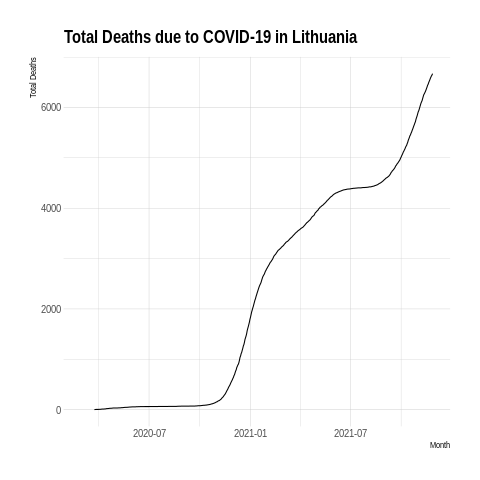 Total Deaths due to COVID-19 in Lithuania
Total Deaths
6000
4000
2000
0
2020-07 2021-01 2021-07
Month